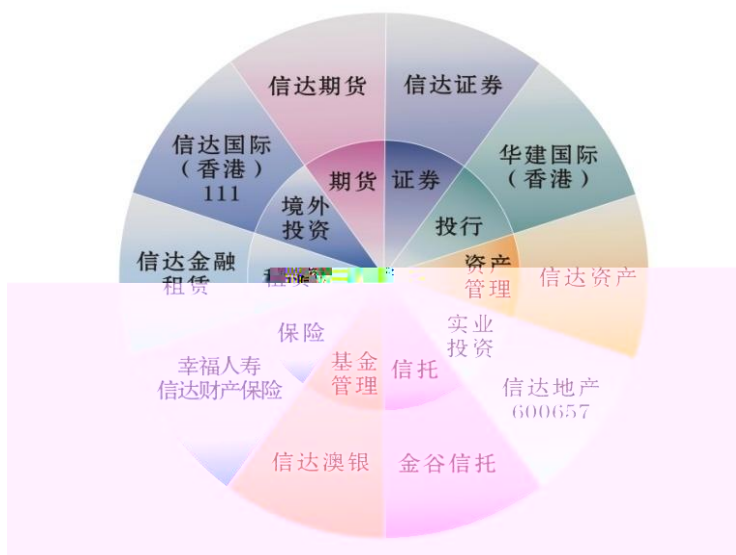 信达期货
信达证券
信达国际
（香港）
111
华建国际
（香港）
期货
证券
境外
投资
投行
信达金融
租赁
资产
管理
信达资产
保险
实业
投资
幸福人寿
信达财产保险
基金
管理
信托
信达地产
600657
信达澳银
金谷信托